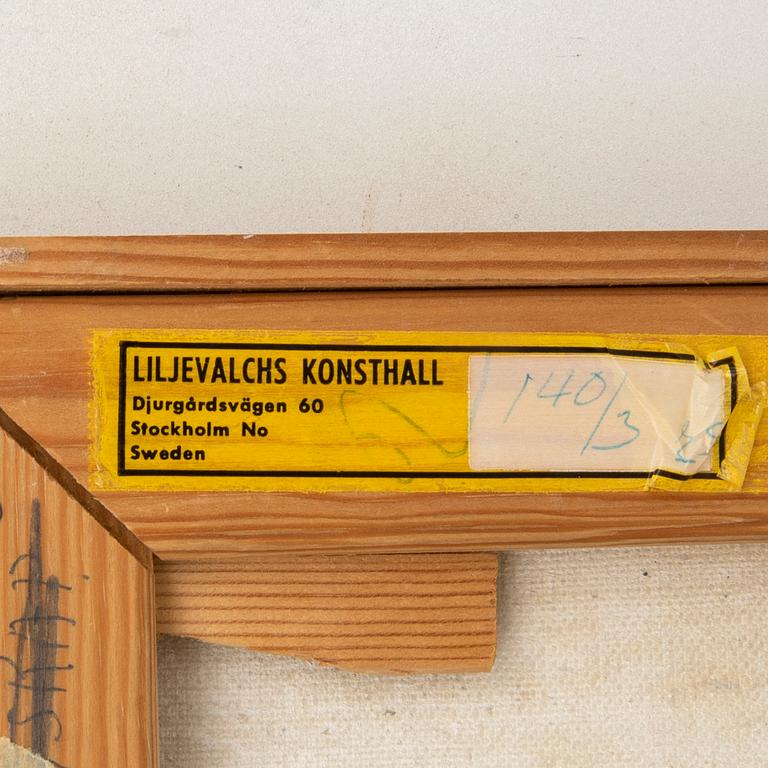 LILJEVALCHS KONSTHALL
Djurgårdsvägen 60
Stockholm No
Sweden
140/3